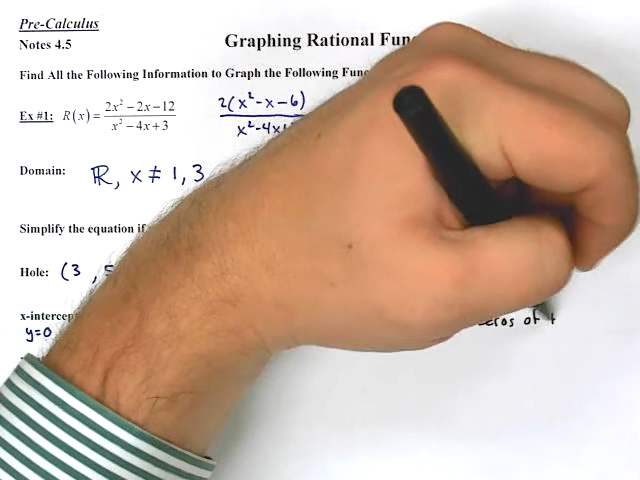 Pre-Calculus
Notes 4.5
Graphing Rational Fun
Find All the Following Information to Graph the Following Func
Ex #1: R(x) = (2x² - 2x - 12)/(x² - 4x + 3) 2(x² - x - 6)
x² - 4x
Domain: ℝ, x ≠ 1, 3
Simplify the equation if
Hole: (3 , 5
x-intercep
y=0
zeros of t